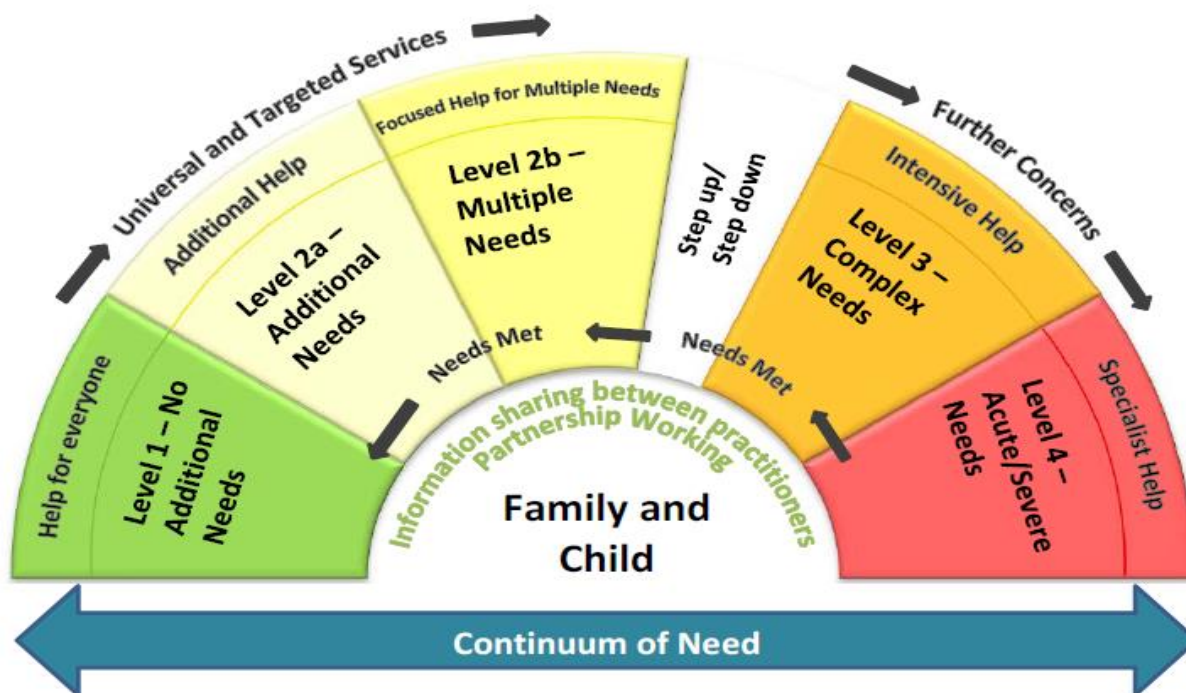 Universal and Targeted Services
Further Concerns
Help for everyone
Level 1 – No
Additional
Needs
Additional Help
Level 2a –
Additional
Needs
Focused Help for Multiple Needs
Level 2b –
Multiple
Needs
Step up/
Step down
Intensive Help
Level 3 –
Complex
Needs
Specialist Help
Level 4 –
Acute/Severe
Needs
Needs Met
Needs Met
Information sharing between practitioners
Partnership Working
Family and
Child
Continuum of Need